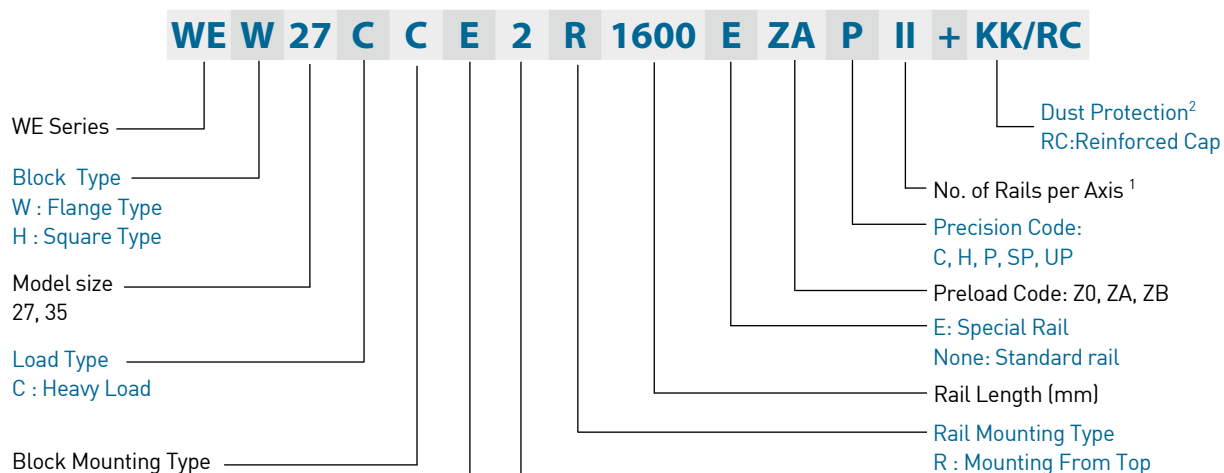 WE W 27 C C E 2 R 1600 E ZA P II + KK/RC
WE Series
Block Type
W : Flange Type
H : Square Type
Model size
27, 35
Load Type
C : Heavy Load
Block Mounting Type
Dust Protection²
RC:Reinforced Cap
No. of Rails per Axis ¹
Precision Code:
C, H, P, SP, UP
Preload Code: Z0, ZA, ZB
E: Special Rail
None: Standard rail
Rail Length (mm)
Rail Mounting Type
R : Mounting From Top